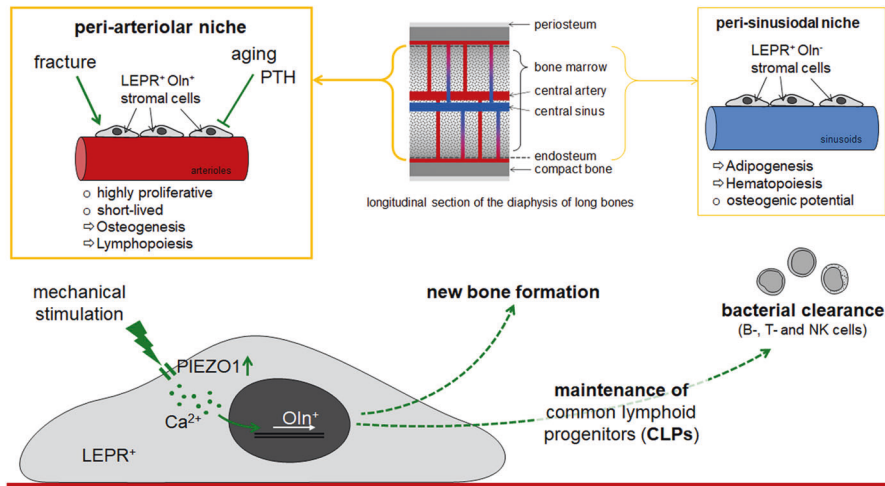 peri-arteriolar niche
fracture
aging
PTH
LEPR⁺ Oln⁺
stromal cells
arterioles
o highly proliferative
o short-lived
⇨ Osteogenesis
⇨ Lymphopoiesis
periosteum
bone marrow
central artery
central sinus
endosteum
compact bone
longitudinal section of the diaphysis of long bones
peri-sinusiodal niche
LEPR⁺ Oln⁻
stromal cells
sinusoids
⇨ Adipogenesis
⇨ Hematopoiesis
o osteogenic potential
mechanical
stimulation
PIEZO1
Ca²⁺
Oln⁺
LEPR⁺
new bone formation
maintenance of
common lymphoid
progenitors (CLPs)
bacterial clearance
(B-, T- and NK cells)